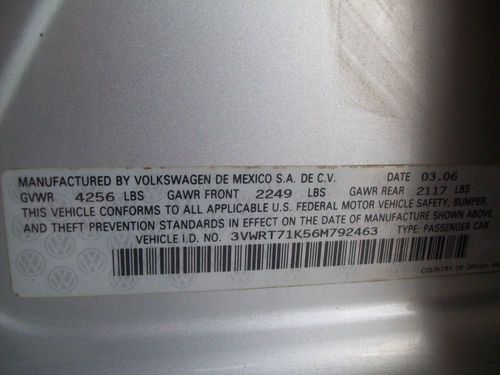 MANUFACTURED BY VOLKSWAGEN DE MEXICO S.A. DE C.V. DATE 03.06
GVWR 4256 LBS GAWR FRONT 2249 LBS GAWR REAR 2117 LBS
THIS VEHICLE CONFORMS TO ALL APPLICABLE U.S. FEDERAL MOTOR VEHICLE SAFETY, BUMPER,
AND THEFT PREVENTION STANDARDS IN EFFECT ON THE DATE OF MANUFACTURE SHOWN ABOVE.
VEHICLE I.D. NO. 3VWRT71K56M792463 TYPE: PASSENGER CAR
COUNTRY OF ORIGIN: